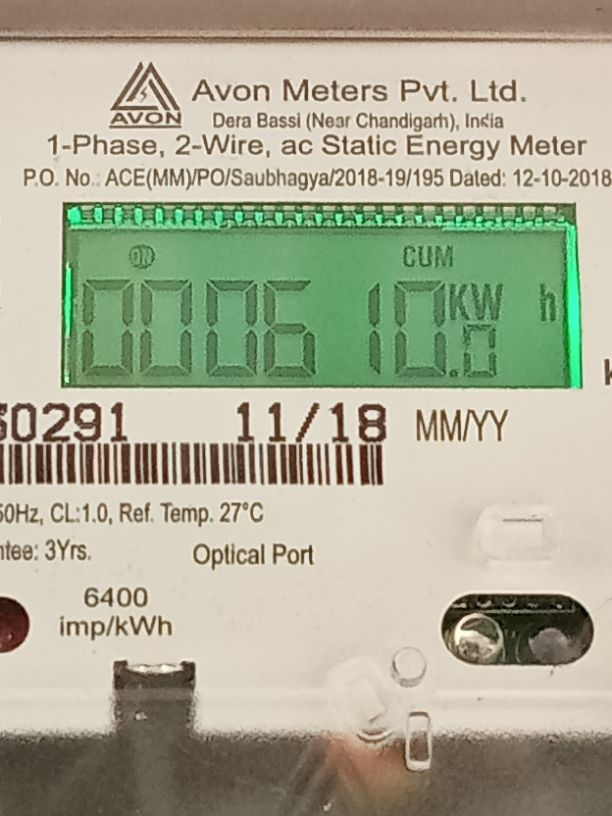 AVON
Avon Meters Pvt. Ltd.
Dera Bassi (Near Chandigarh), India
1-Phase, 2-Wire, ac Static Energy Meter
P.O. No.: ACE(MM)/PO/Saubhagya/2018-19/195 Dated: 12-10-2018
ON CUM
000610.0 KW h
30291 11/18 MM/YY
50Hz, CL:1.0, Ref. Temp. 27°C
ntee: 3Yrs. Optical Port
6400
imp/kWh